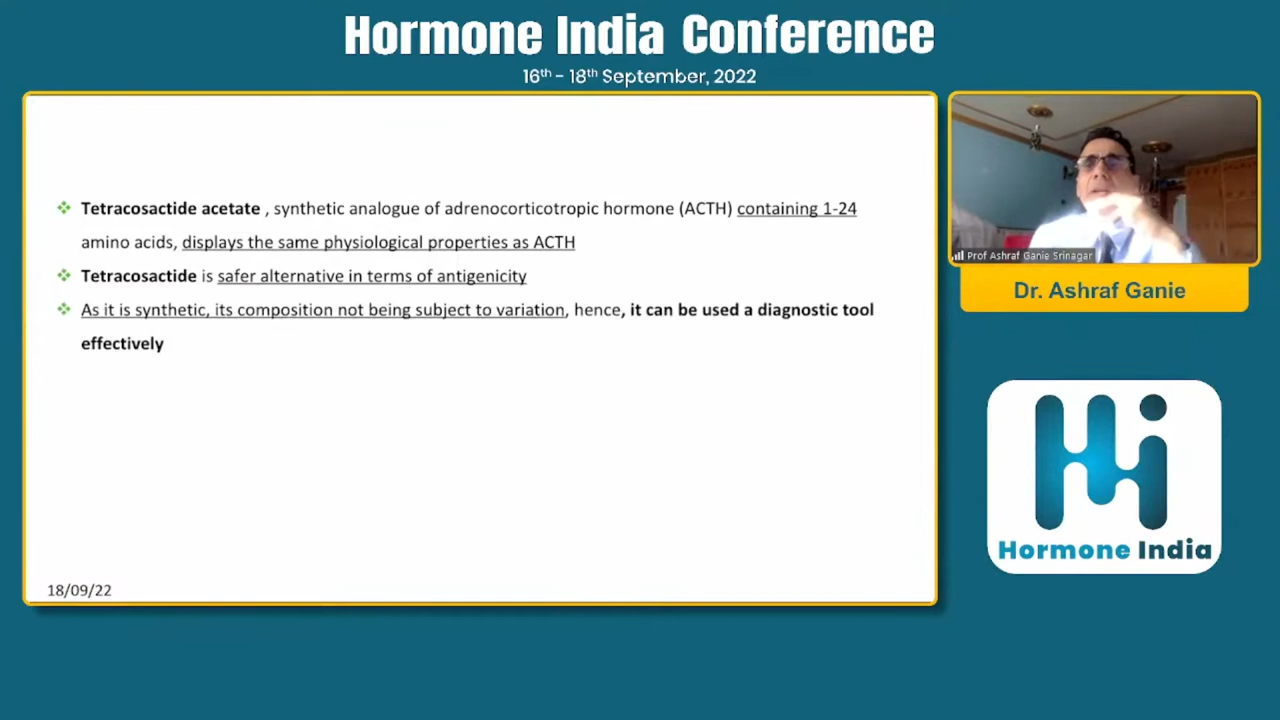 Hormone India Conference
16th - 18th September, 2022
Tetracosactide acetate , synthetic analogue of adrenocorticotropic hormone (ACTH) containing 1-24
amino acids, displays the same physiological properties as ACTH
Tetracosactide is safer alternative in terms of antigenicity
As it is synthetic, its composition not being subject to variation, hence, it can be used a diagnostic tool
effectively
18/09/22
Prof Ashraf Ganie Srinagar
Dr. Ashraf Ganie
Hi
Hormone India